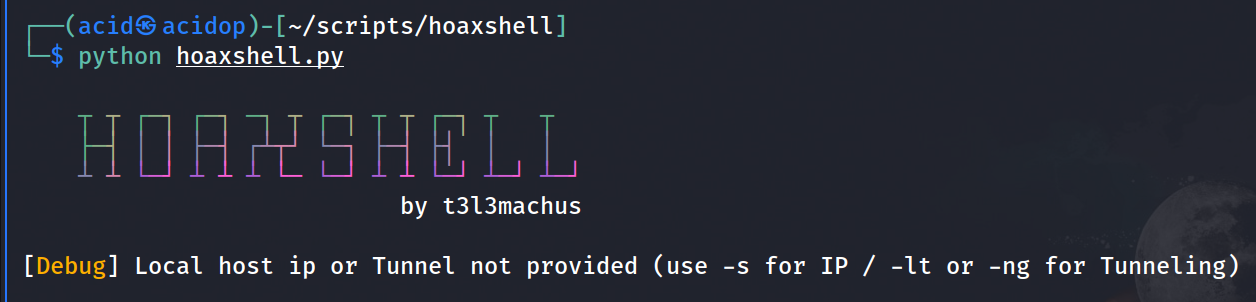 ┌──(acid㉿acidop)-[~/scripts/hoaxshell]
└─$ python hoaxshell.py
HOAXSHELL
by t3l3machus
[Debug] Local host ip or Tunnel not provided (use -s for IP / -lt or -ng for Tunneling)